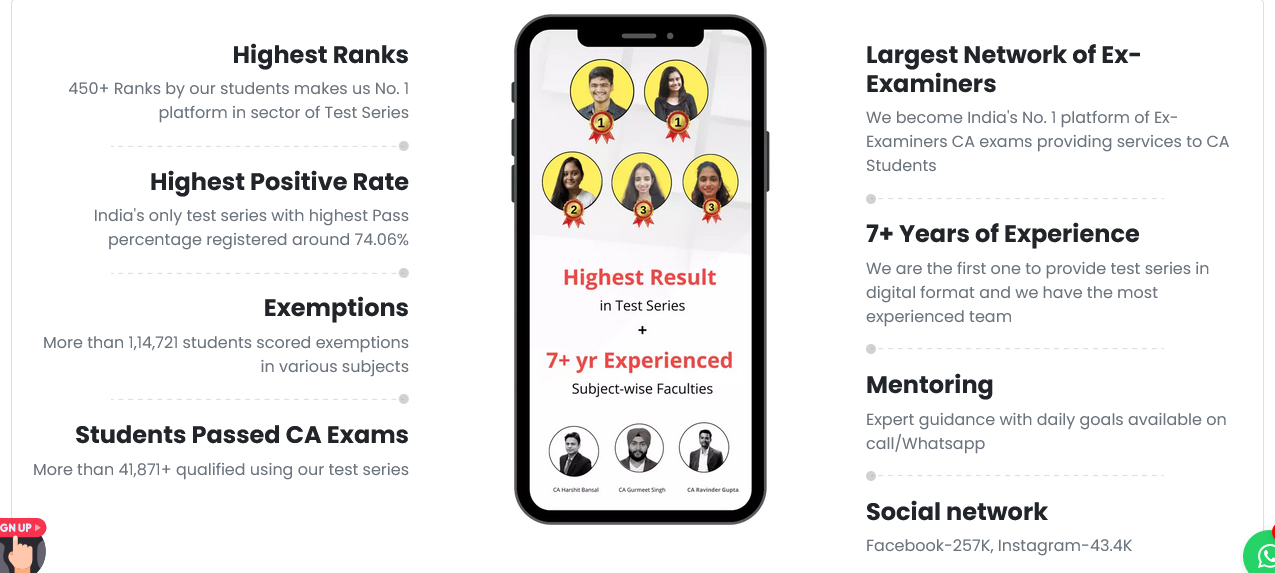 Highest Ranks
450+ Ranks by our students makes us No. 1
platform in sector of Test Series
Highest Positive Rate
India's only test series with highest Pass
percentage registered around 74.06%
Exemptions
More than 1,14,721 students scored exemptions
in various subjects
Students Passed CA Exams
More than 41,871+ qualified using our test series
GN UP
1
1
2
3
3
Highest Result
in Test Series
+
7+ yr Experienced
Subject-wise Faculties
CA Harshit Bansal
CA Gurmeet Singh
CA Ravinder Gupta
Largest Network of Ex-
Examiners
We become India's No. 1 platform of Ex-
Examiners CA exams providing services to CA
Students
7+ Years of Experience
We are the first one to provide test series in
digital format and we have the most
experienced team
Mentoring
Expert guidance with daily goals available on
call/Whatsapp
Social network
Facebook-257K, Instagram-43.4K